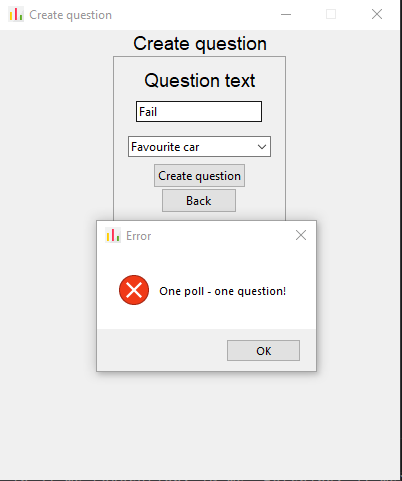 Create question
Create question
Question text
Fail
Favourite car
Create question
Back
Error
One poll - one question!
OK